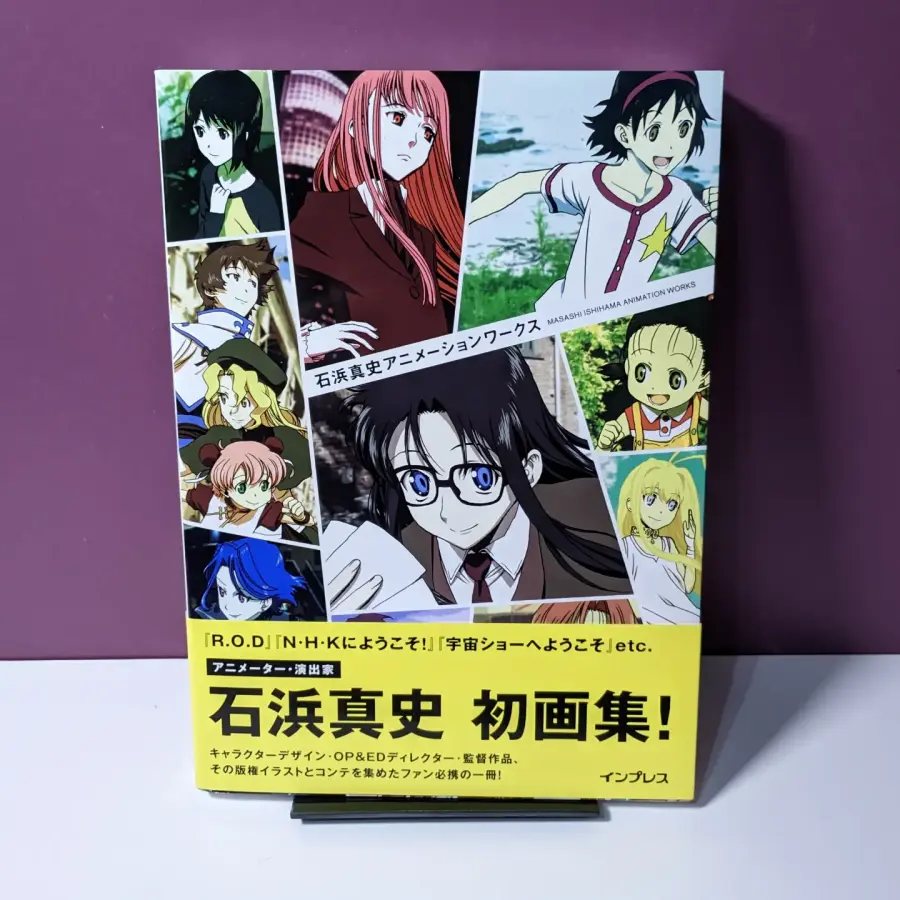 石浜真史アニメーションワークス
MASASHI ISHIHAMA ANIMATION WORKS
『R.O.D』『N・H・Kにようこそ!』『宇宙ショーへようこそ』etc.
アニメーター・演出家
石浜真史 初画集!
キャラクターデザイン・OP&EDディレクター・監督作品、
その版権イラストとコンテを集めたファン必携の一冊!
インプレス